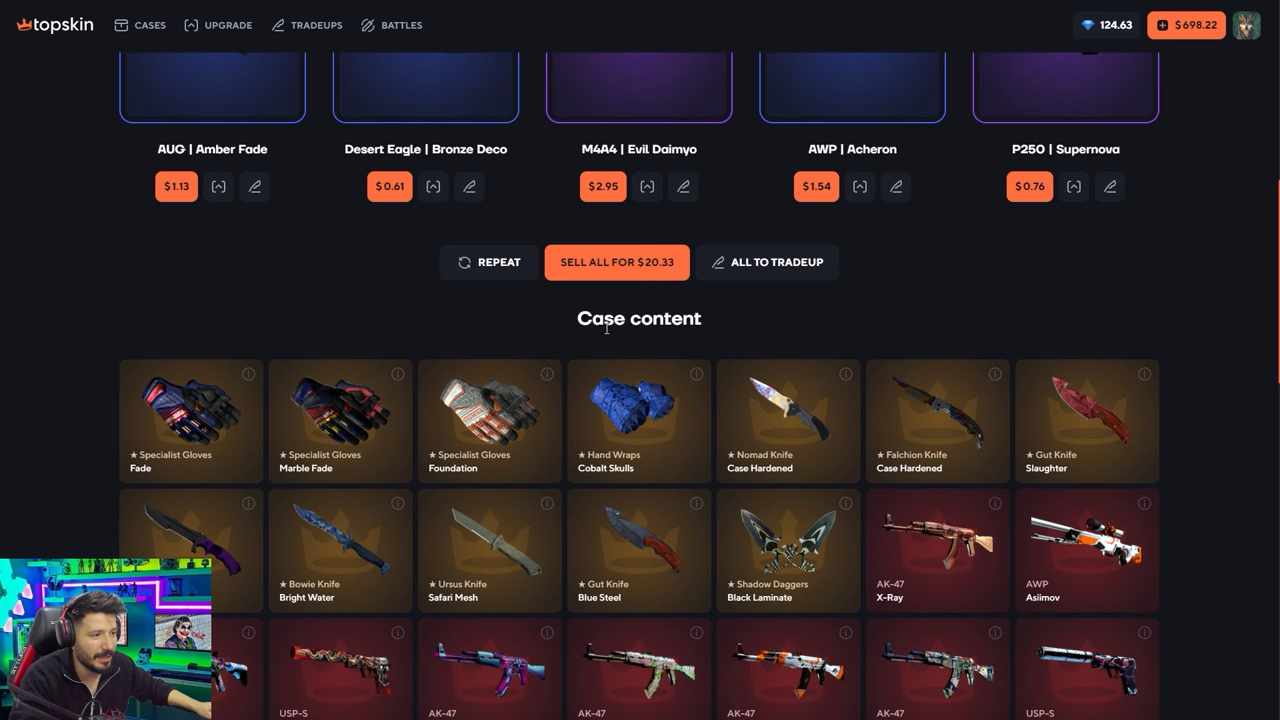 topskin CASES UPGRADE TRADEUPS BATTLES 124.63 $698.22
AUG | Amber Fade
$1.13
Desert Eagle | Bronze Deco
$0.61
M4A4 | Evil Daimyo
$2.95
AWP | Acheron
$1.54
P250 | Supernova
$0.76
REPEAT SELL ALL FOR $20.33 ALL TO TRADEUP
Case content
★ Specialist Gloves
Fade
★ Specialist Gloves
Marble Fade
★ Specialist Gloves
Foundation
★ Hand Wraps
Cobalt Skulls
★ Nomad Knife
Case Hardened
★ Falchion Knife
Case Hardened
★ Gut Knife
Slaughter
★ Bowie Knife
Bright Water
★ Ursus Knife
Safari Mesh
★ Gut Knife
Blue Steel
★ Shadow Daggers
Black Laminate
AK-47
X-Ray
AWP
Asiimov
USP-S
AK-47
AK-47
AK-47
AK-47
USP-S